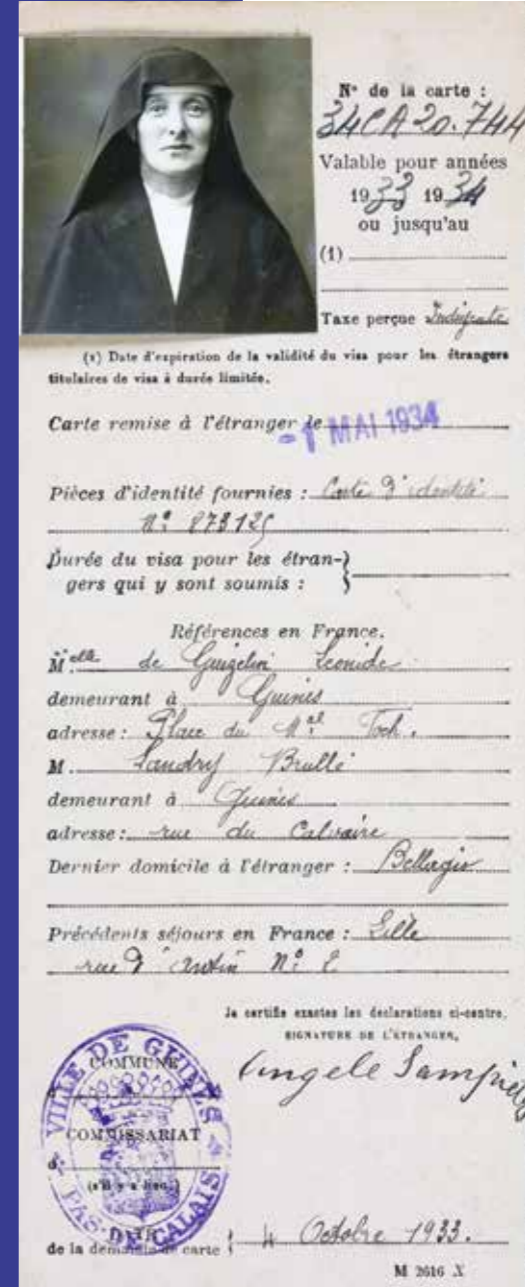 N° de la carte :
34CA20.744
Valable pour années
1933 1934
ou jusqu'au
(1)
Taxe perçue Indigente
(1) Date d'expiration de la validité du visa pour les étrangers
titulaires de visa à durée limitée.
Carte remise à l'étranger le -1 MAI 1934
Pièces d'identité fournies : Carte d'identité
N° 873125
Durée du visa pour les étran-}
gers qui y sont soumis : }
Références en France.
Melle de Guizelin Leonide
demeurant à Guines
adresse : Place du Mal Foch.
M. Landry Brullé
demeurant à Guines
adresse : rue du Calvaire
Dernier domicile à l'étranger : Bellagio
Précédents séjours en France : Lille
rue d'Antin N°
Je certifie exactes les déclarations ci-contre.
SIGNATURE DE L'ÉTRANGER,
Angele
VILLE DE GUINES
PAS-DE-CALAIS
COMMUNE
d
COMMISSARIAT
d
(s'il y a lieu.)
DATE
de la demande de carte { 4 Octobre 1933.
M 2616 X